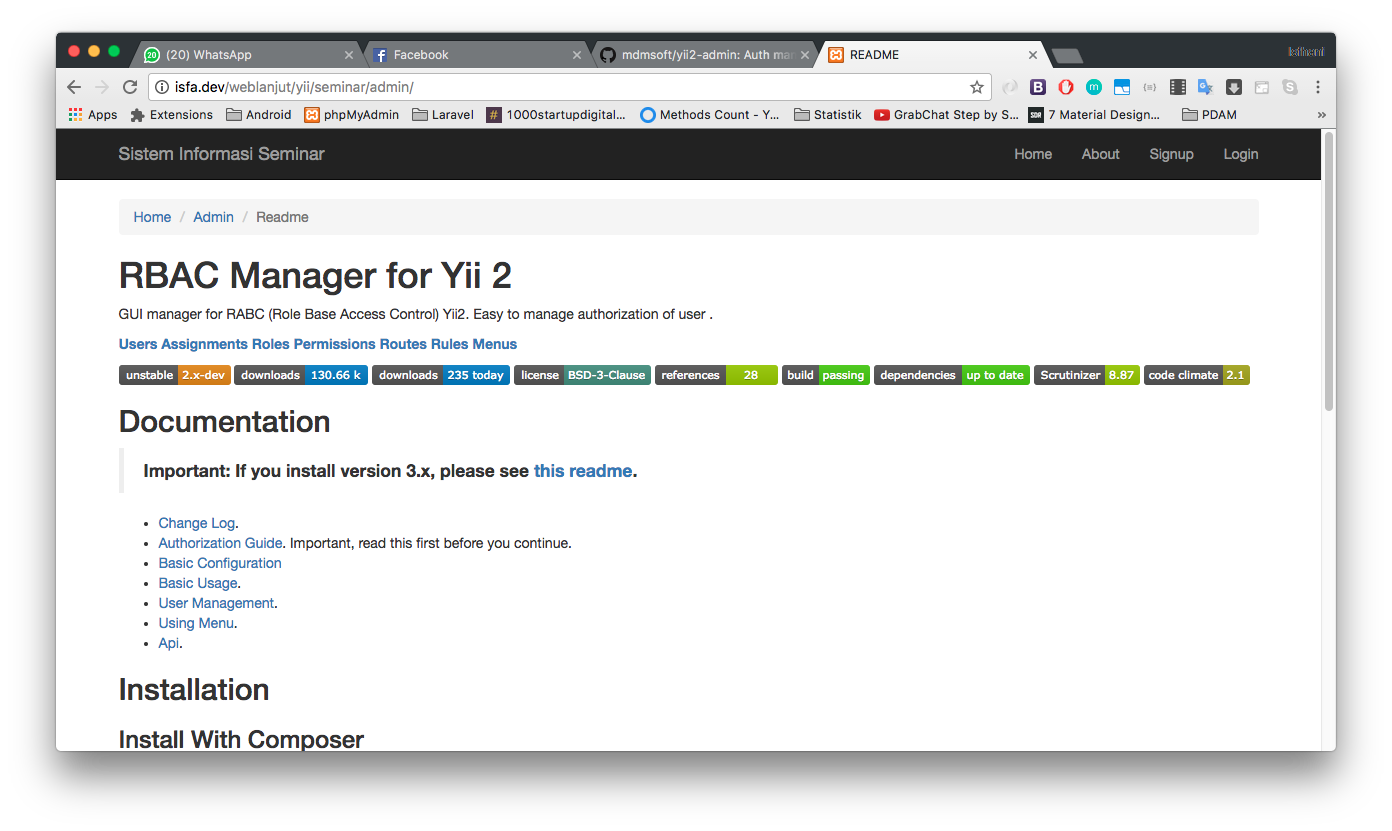 20 (20) WhatsApp Facebook mdmsoft/yii2-admin: Auth man README
isfa.dev/weblanjut/yii/seminar/admin/
Apps Extensions Android phpMyAdmin Laravel # 1000startupdigital... Methods Count - Y... Statistik GrabChat Step by S... SDR 7 Material Design... PDAM »
Sistem Informasi Seminar Home About Signup Login
Home / Admin / Readme
RBAC Manager for Yii 2
GUI manager for RABC (Role Base Access Control) Yii2. Easy to manage authorization of user .
Users Assignments Roles Permissions Routes Rules Menus
unstable 2.x-dev downloads 130.66 k downloads 235 today license BSD-3-Clause references 28 build passing dependencies up to date Scrutinizer 8.87 code climate 2.1
Documentation
Important: If you install version 3.x, please see this readme.
• Change Log.
• Authorization Guide. Important, read this first before you continue.
• Basic Configuration
• Basic Usage.
• User Management.
• Using Menu.
• Api.
Installation
Install With Composer